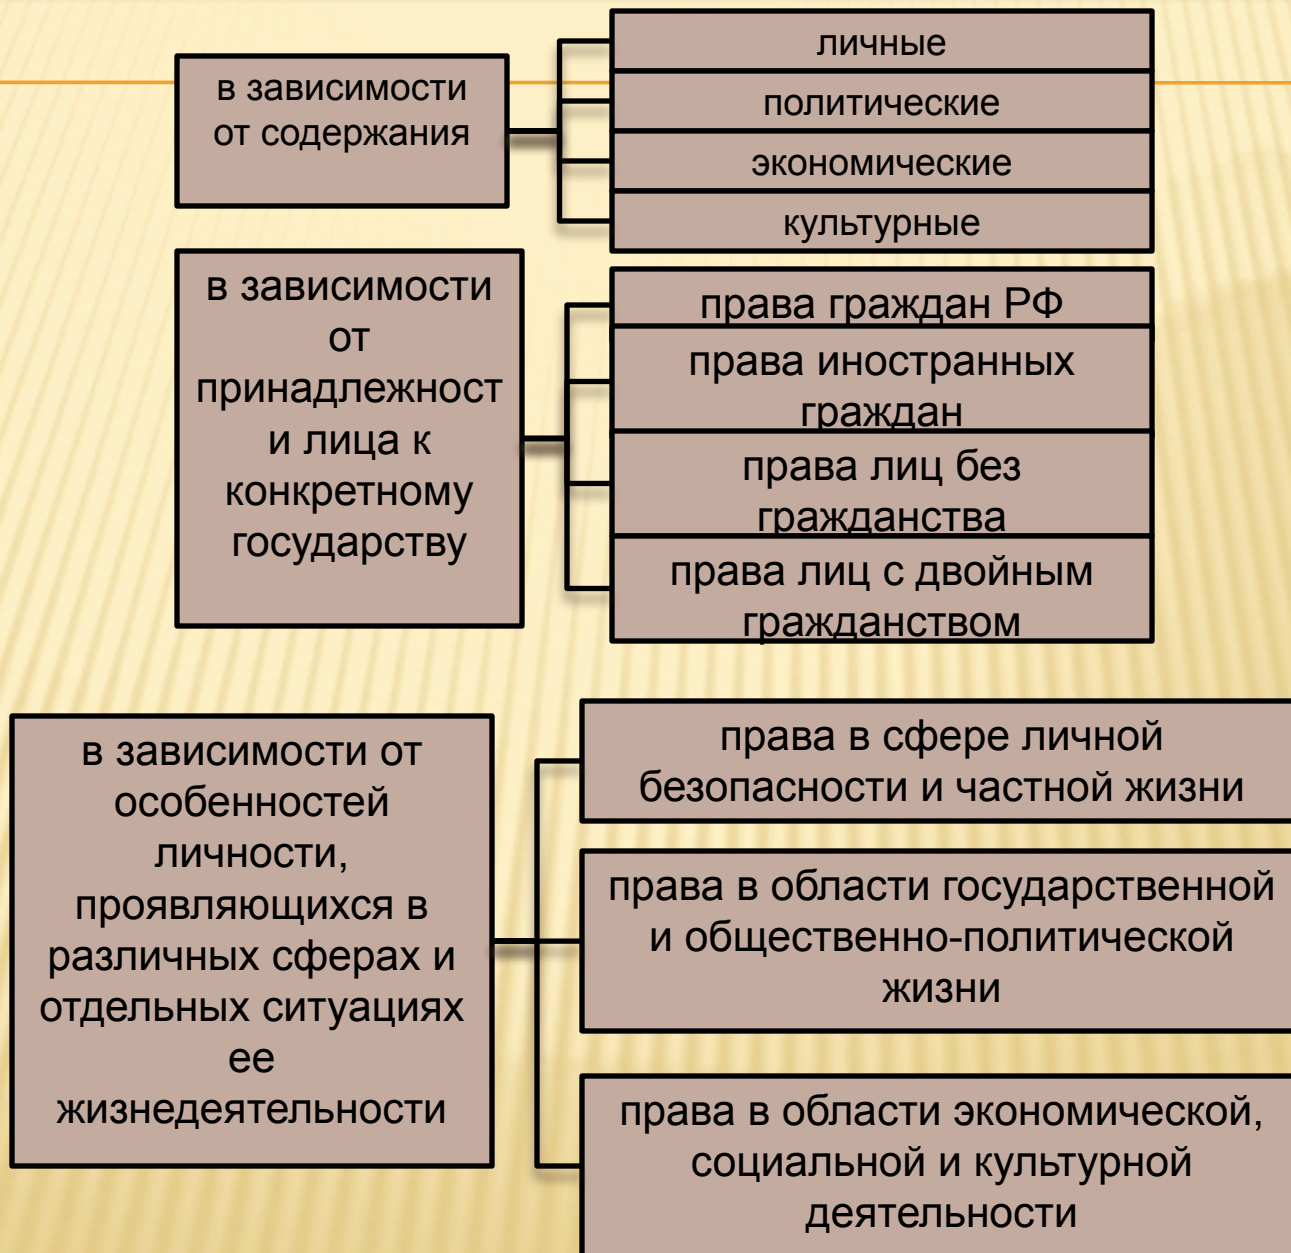 в зависимости
от содержания
личные
политические
экономические
культурные
в зависимости
от
принадлежност
и лица к
конкретному
государству
права граждан РФ
права иностранных
граждан
права лиц без
гражданства
права лиц с двойным
гражданством
в зависимости от
особенностей
личности,
проявляющихся в
различных сферах и
отдельных ситуациях
ее
жизнедеятельности
права в сфере личной
безопасности и частной жизни
права в области государственной
и общественно-политической
жизни
права в области экономической,
социальной и культурной
деятельности